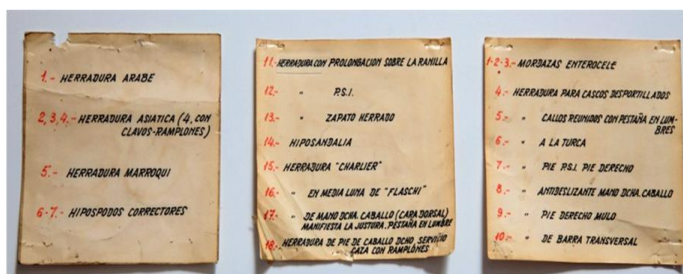 1.- HERRADURA ARABE
2,3,4.- HERRADURA ASIATICA (4, CON
CLAVOS-RAMPLONES)
5.- HERRADURA MARROQUI
6-7.- HIPOSPODOS CORRECTORES
11.- HERRADURA CON PROLONGACION SOBRE LA RANILLA
12.- " P.S.I.
13.- " ZAPATO HERRADO
14.- HIPOSANDALIA
15.- HERRADURA "CHARLIER"
16.- " EN MEDIA LUNA DE "FLASCHI"
17.- " DE MANO DCHA. CABALLO (CARA DORSAL)
MANIFIESTA LA JUSTURA. PESTAÑA EN LUMBRE
18.- HERRADURA DE PIE DE CABALLO DCHO. SERVICIO
CAZA CON RAMPLONES
1-2-3.- MORDAZAS ENTEROCELE
4.- HERRADURA PARA CASCOS DESPORTILLADOS
5.- " CALLOS REUNIDOS CON PESTAÑA EN LUM-
BRES
6.- " A LA TURCA
7.- " PIE P.S.I. PIE DERECHO
8.- " ANTIDESLIZANTE MANO DCHA. CABALLO
9.- " PIE DERECHO MULO
10.- " DE BARRA TRANSVERSAL